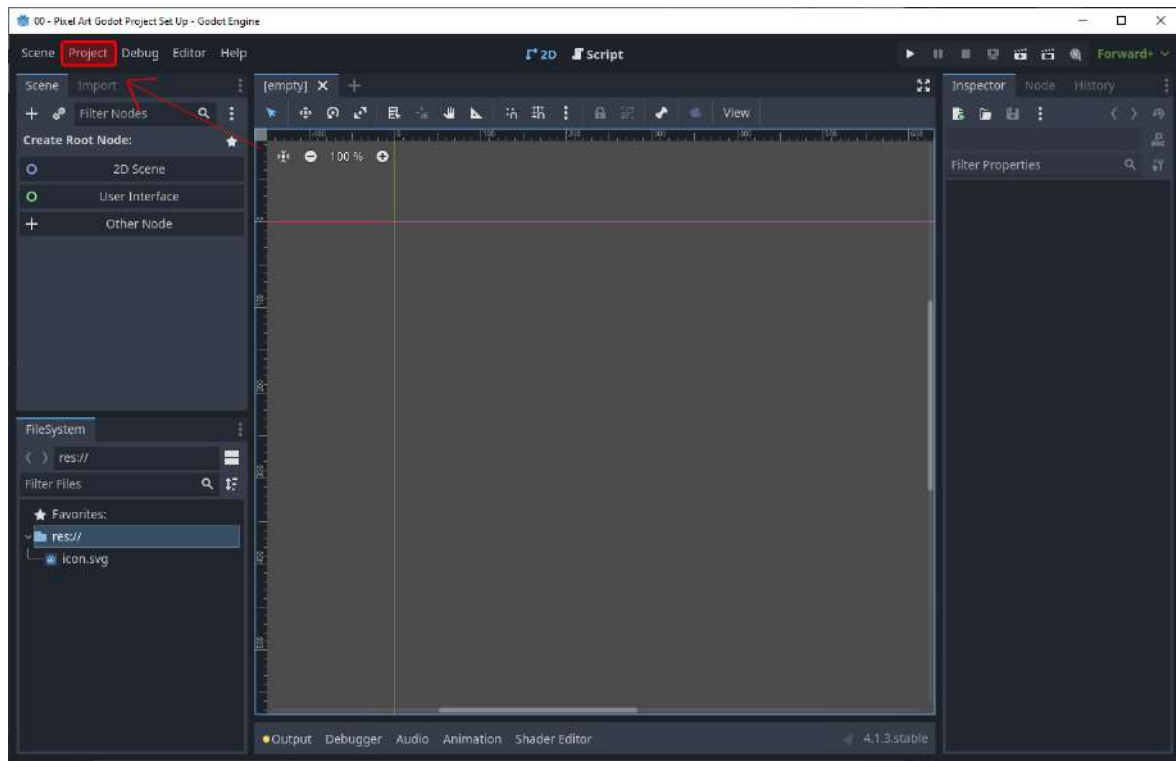 00 - Pixel Art Godot Project Set Up - Godot Engine
Scene Project Debug Editor Help
2D Script
Forward+
Scene Import
Filter Nodes
Create Root Node:
2D Scene
User Interface
Other Node
FileSystem
res://
Filter Files
Favorites:
res://
icon.svg
[empty]
View
100 %
Output Debugger Audio Animation Shader Editor
4.1.3.stable
Inspector Node History
Filter Properties